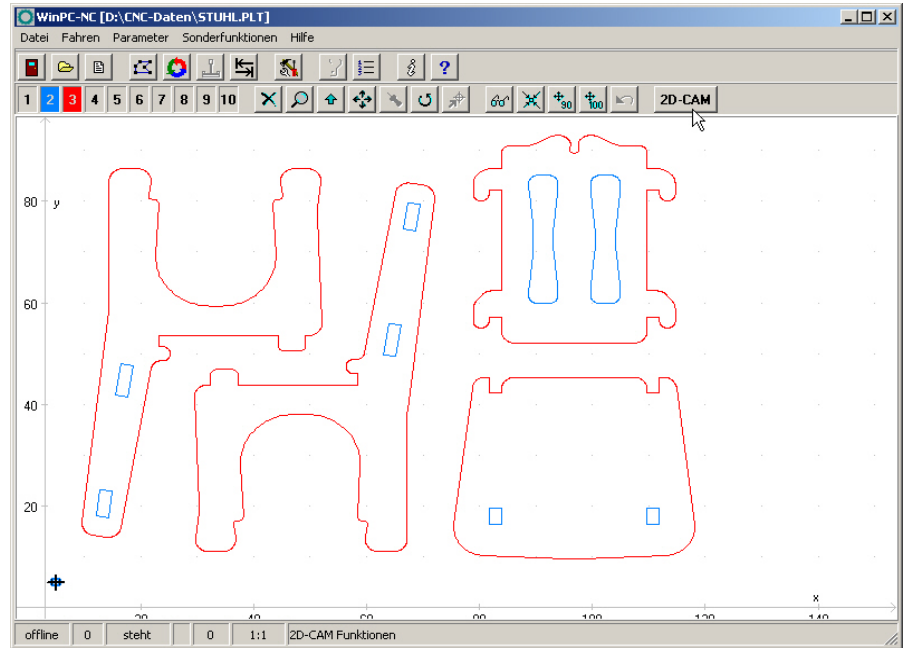 WinPC-NC [D:\CNC-Daten\STUHL.PLT]
Datei Fahren Parameter Sonderfunktionen Hilfe
1 2 3 4 5 6 7 8 9 10 90 100 2D-CAM
80 y
60
40
20
x
20 40 60 80 100 120 140
offline 0 steht 0 1:1 2D-CAM Funktionen